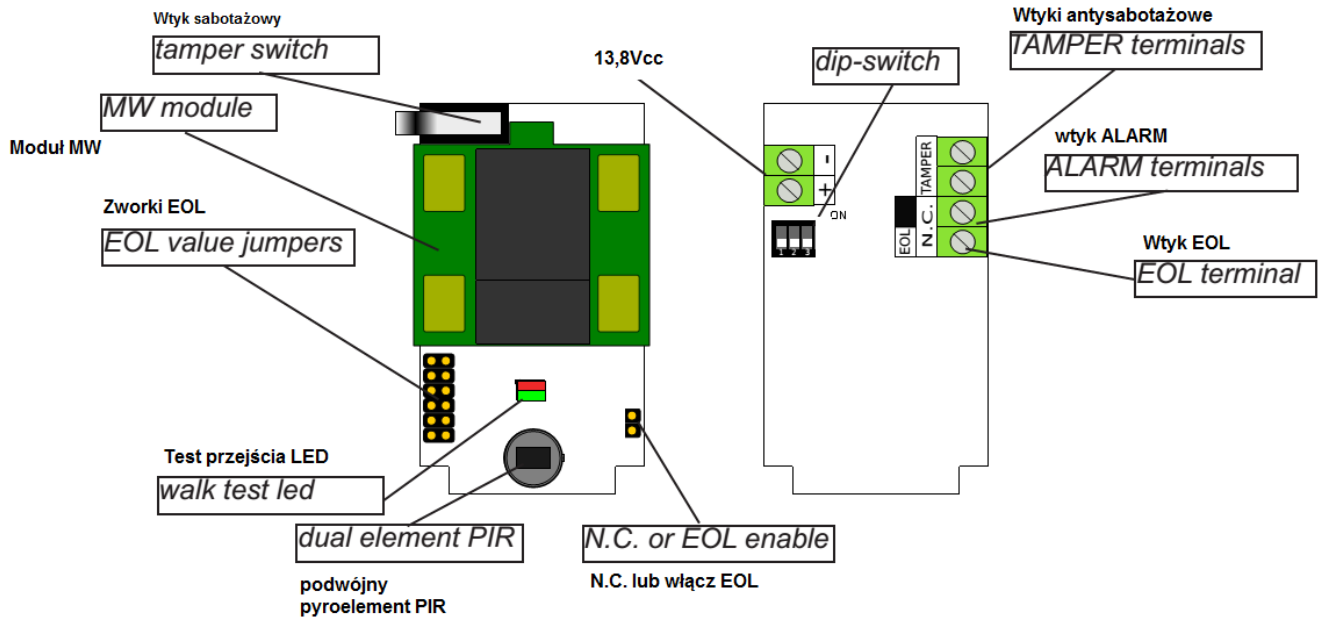 Wtyk sabotażowy
tamper switch
MW module
Moduł MW
Zworki EOL
EOL value jumpers
Test przejścia LED
walk test led
dual element PIR
podwójny
pyroelement PIR
N.C. or EOL enable
N.C. lub włącz EOL
13,8Vcc
dip-switch
-
+
ON
1 2 3
TAMPER
N.C.
EOL
Wtyki antysabotażowe
TAMPER terminals
wtyk ALARM
ALARM terminals
Wtyk EOL
EOL terminal